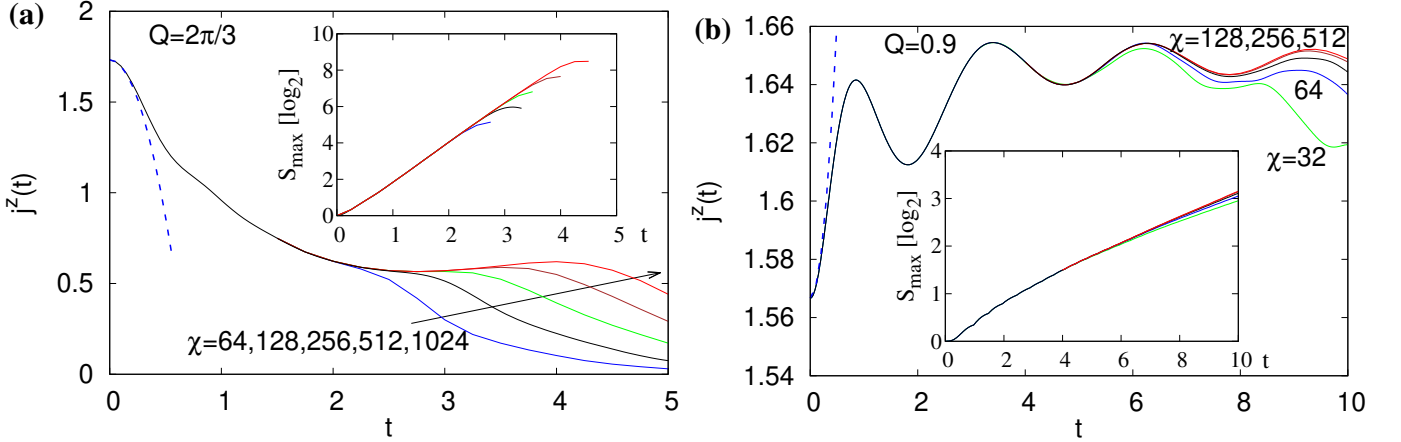 (a)
Q=2π/3
j^z(t)
2
1.5
1
0.5
0
0 1 2 3 4 5
t
S_max [log_2]
10
8
6
4
2
0
0 1 2 3 4 5 t
χ=64,128,256,512,1024
(b)
Q=0.9
χ=128,256,512
64
χ=32
j^z(t)
1.66
1.64
1.62
1.60
1.58
1.56
1.54
0 2 4 6 8 10
t
S_max [log_2]
4
3
2
1
0
0 2 4 6 8 10 t